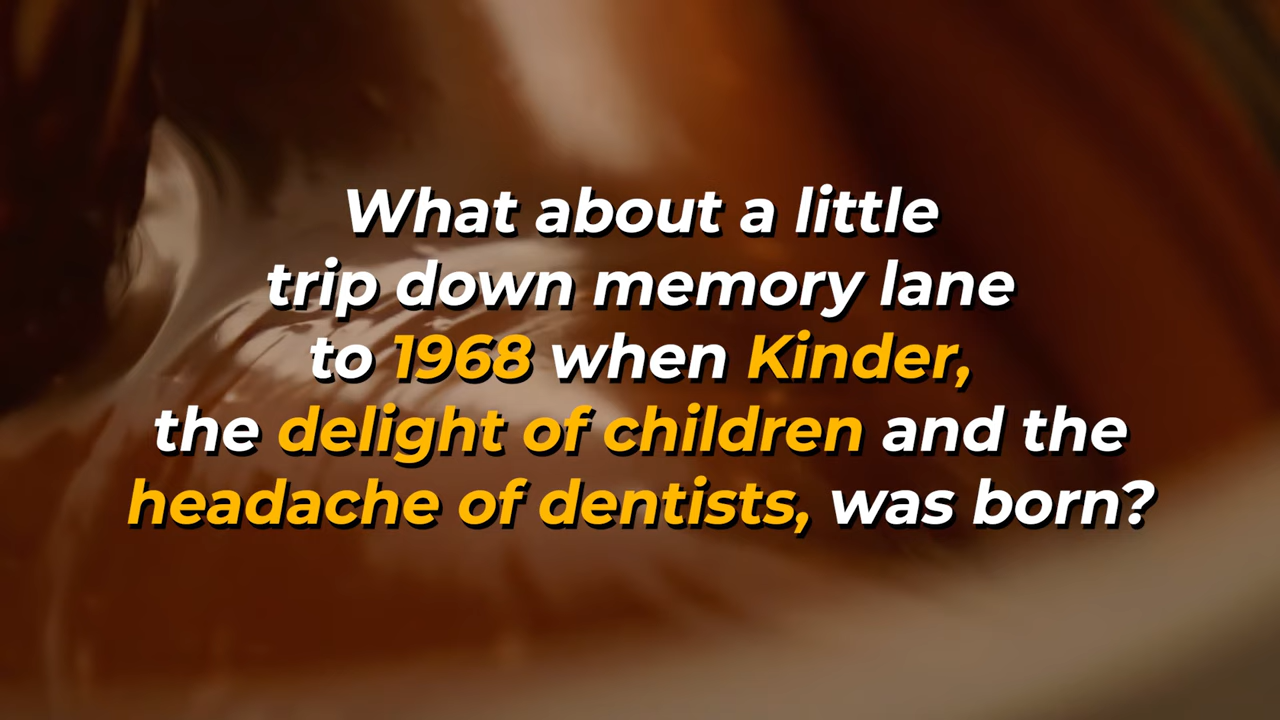 What about a little
trip down memory lane
to 1968 when Kinder,
the delight of children and the
headache of dentists, was born?